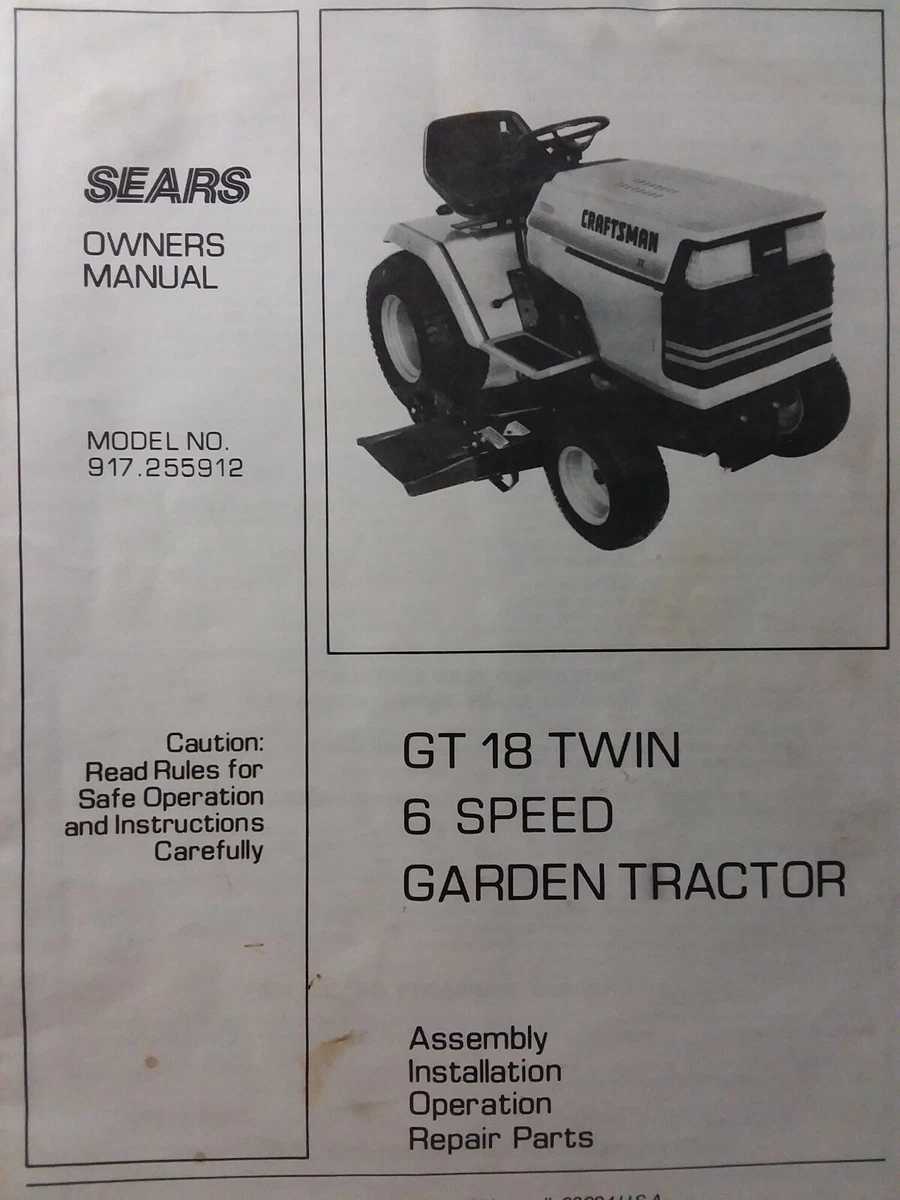 SEARS
OWNERS
MANUAL
MODEL NO.
917.255912
Caution:
Read Rules for
Safe Operation
and Instructions
Carefully
CRAFTSMAN
II
GT 18 TWIN
6 SPEED
GARDEN TRACTOR
Assembly
Installation
Operation
Repair Parts